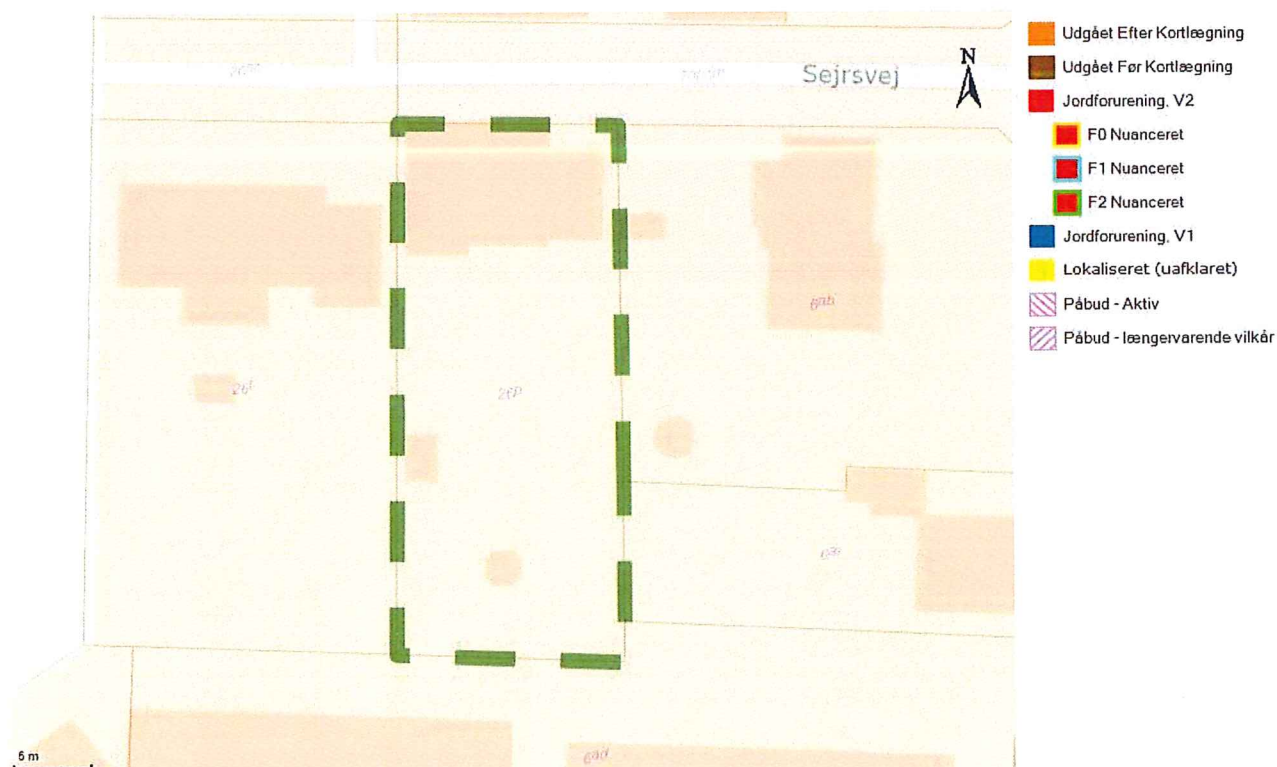 Sejrsvej
N
26p
6 m
Udgået Efter Kortlægning
Udgået Før Kortlægning
Jordforurening, V2
F0 Nuanceret
F1 Nuanceret
F2 Nuanceret
Jordforurening, V1
Lokaliseret (uafklaret)
Påbud - Aktiv
Påbud - længervarende vilkår